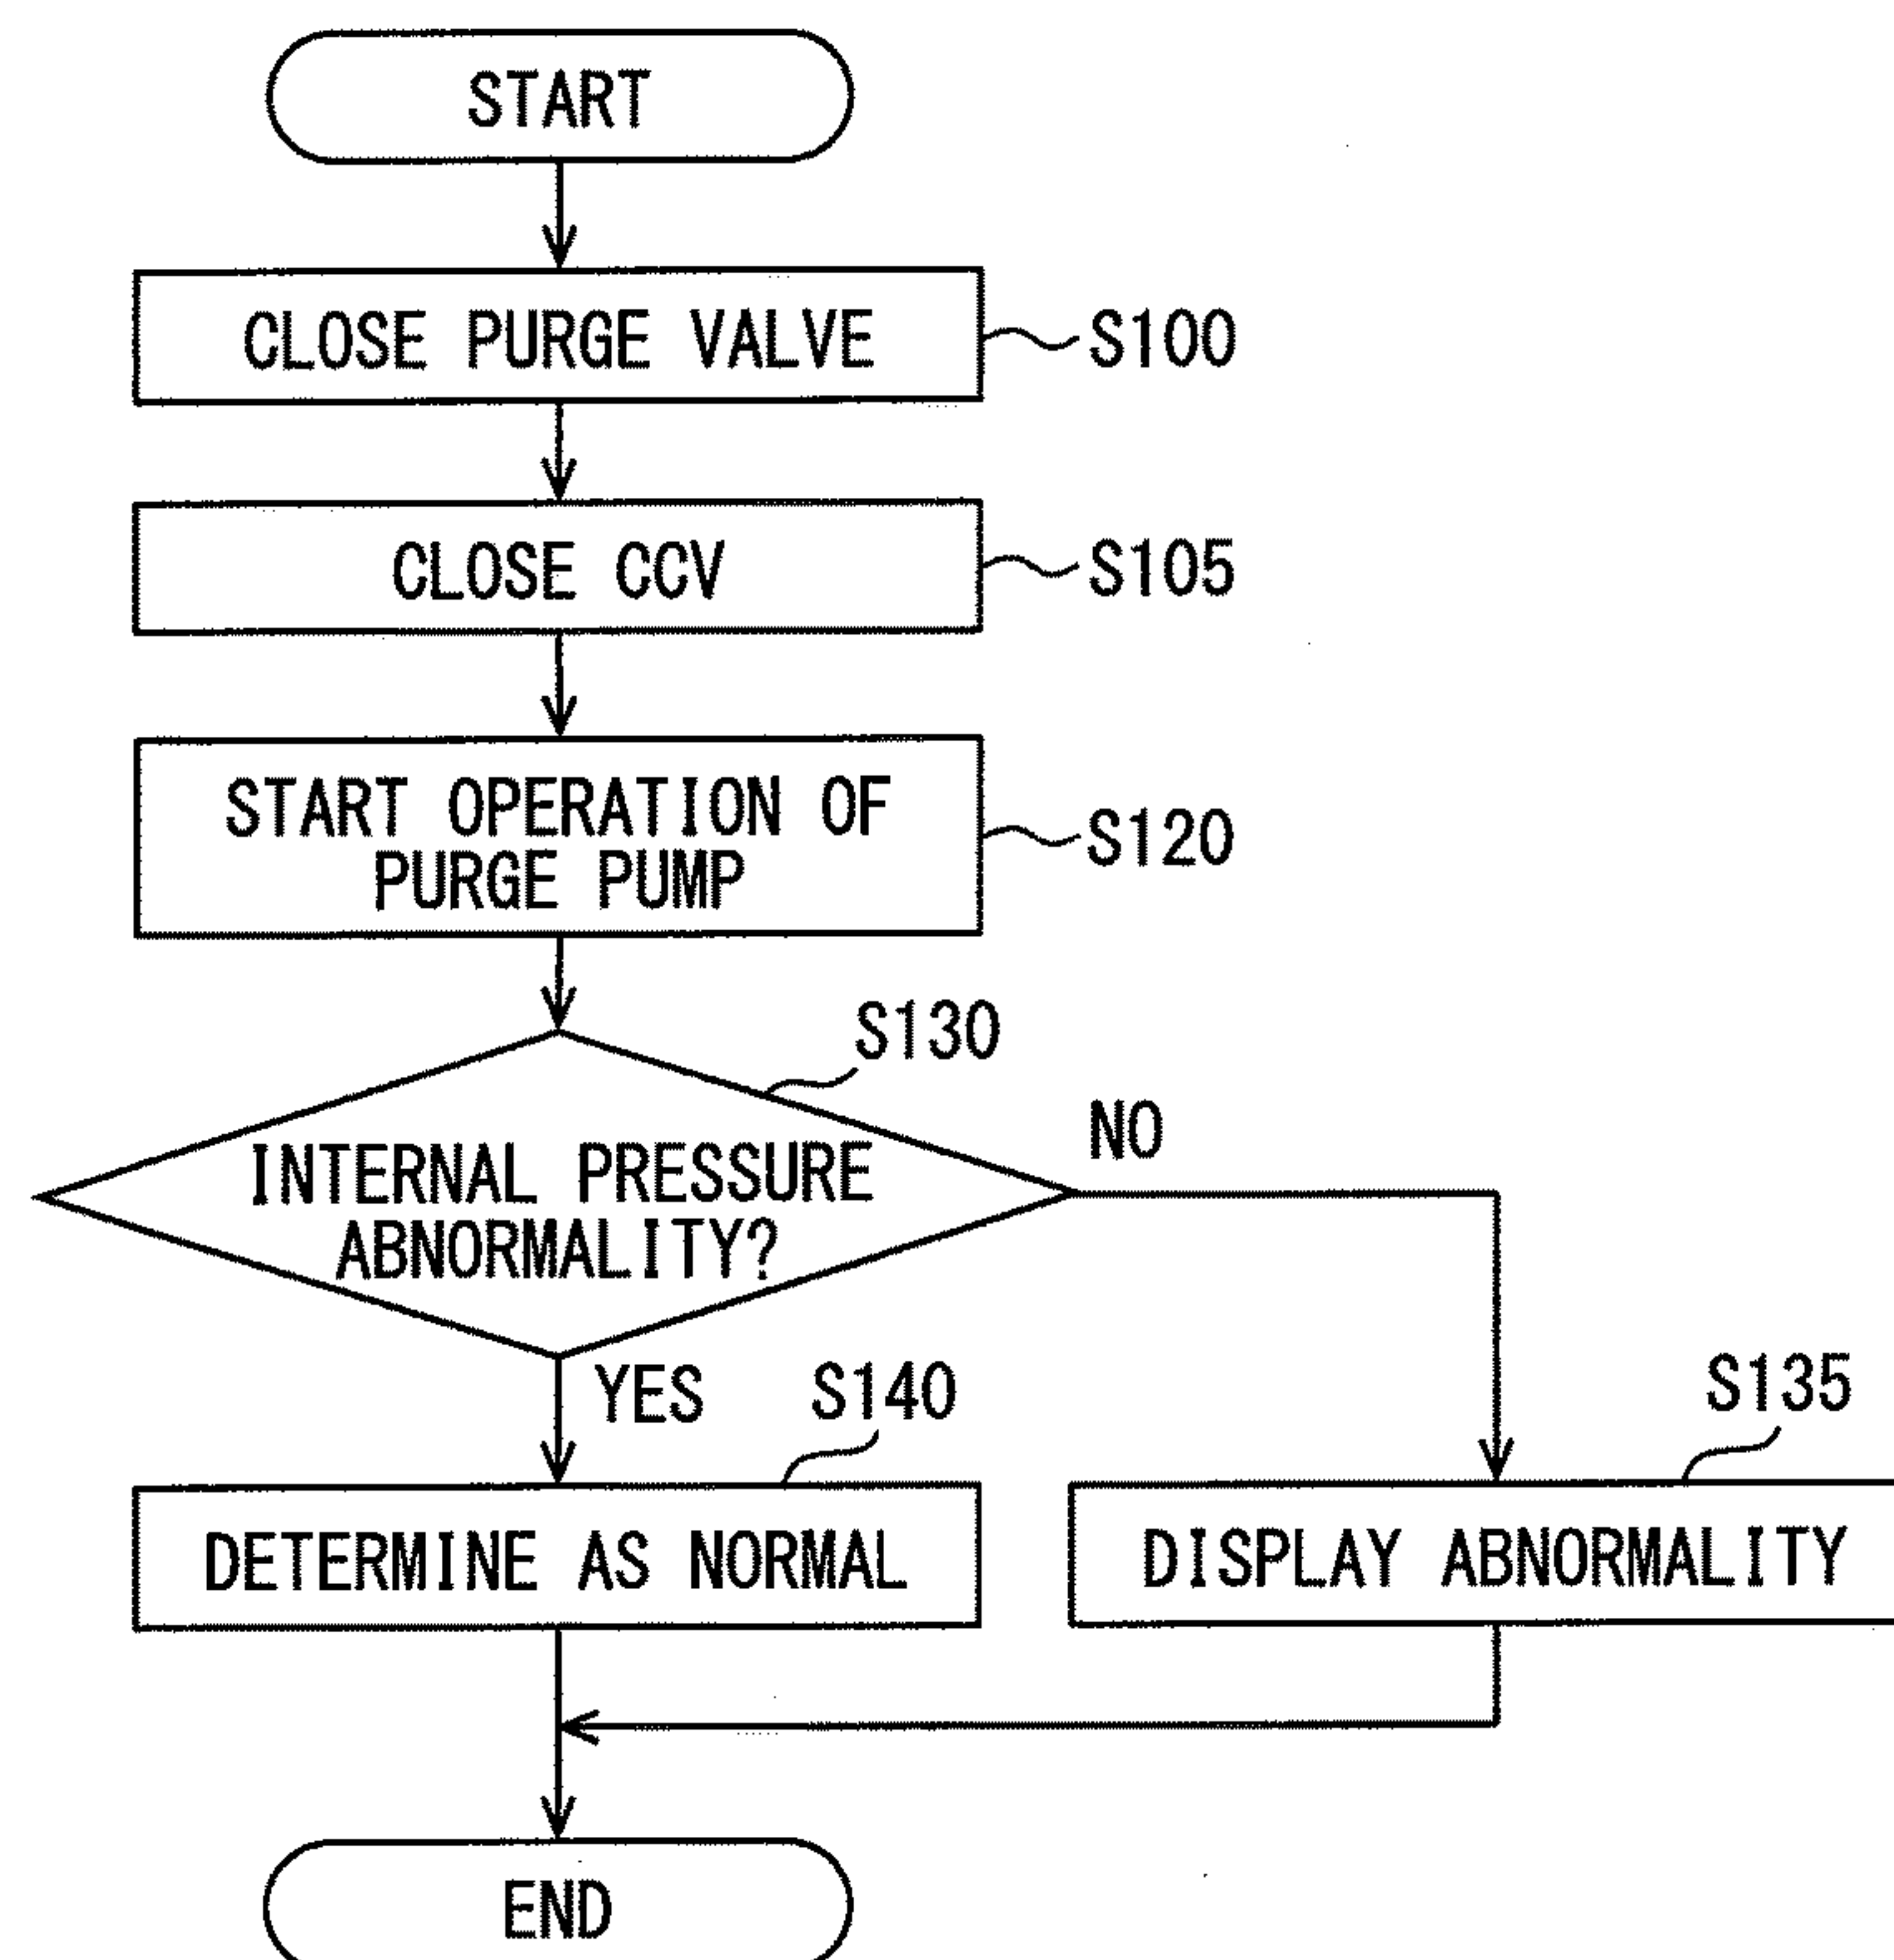 START
CLOSE PURGE VALVE
S100
CLOSE CCV
S105
START OPERATION OF
PURGE PUMP
S120
S130
INTERNAL PRESSURE
ABNORMALITY?
NO
YES
S140
S135
DETERMINE AS NORMAL
DISPLAY ABNORMALITY
END